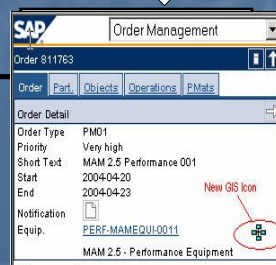 SAP
Order Management
Order 811763
Order Part. Objects Operations PMats
Order Detail
Order Type PM01
Priority Very high
Short Text MAM 2.5 Performance 001
Start 2004-04-20
End 2004-04-23
New GIS Icon
Notification
Equip. PERF-MAMEQUI-0011
MAM 2.5 - Performance Equipment